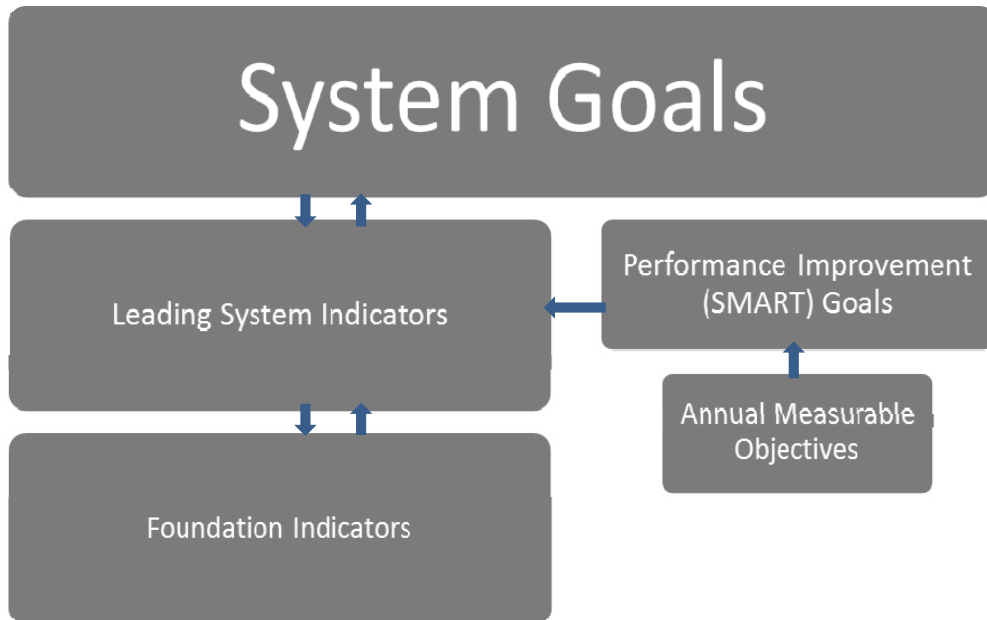 System Goals
Leading System Indicators
Performance Improvement
(SMART) Goals
Annual Measurable
Objectives
Foundation Indicators